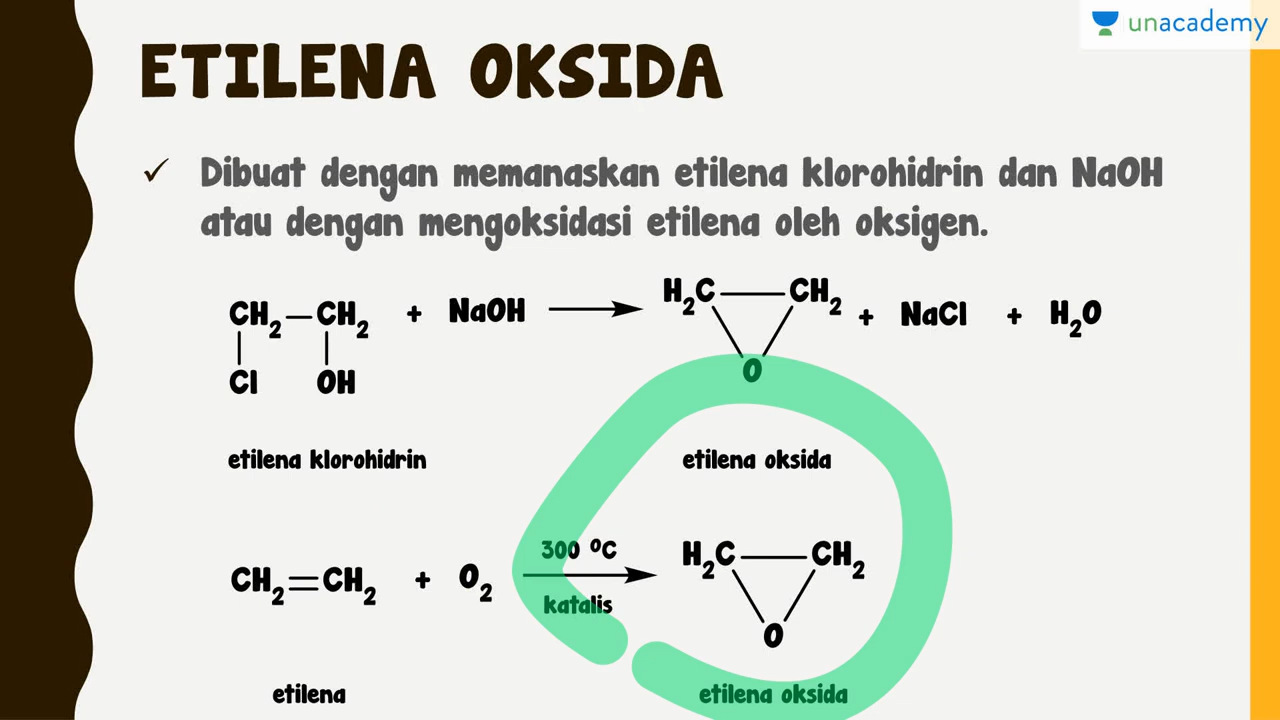 unacademy
ETILENA OKSIDA
✓ Dibuat dengan memanaskan etilena klorohidrin dan NaOH
atau dengan mengoksidasi etilena oleh oksigen.
CH₂—CH₂ + NaOH → H₂C—CH₂ + NaCl + H₂O
Cl OH O
etilena klorohidrin etilena oksida
300 ⁰C
CH₂=CH₂ + O₂ → H₂C—CH₂
katalis
O
etilena etilena oksida